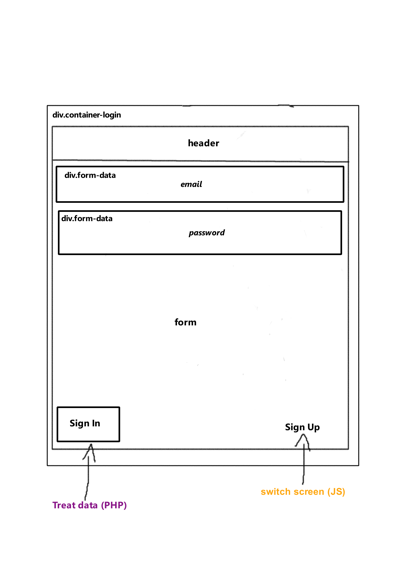 div.container-login
header
div.form-data
email
div.form-data
password
form
Sign In
Sign Up
switch screen (JS)
Treat data (PHP)